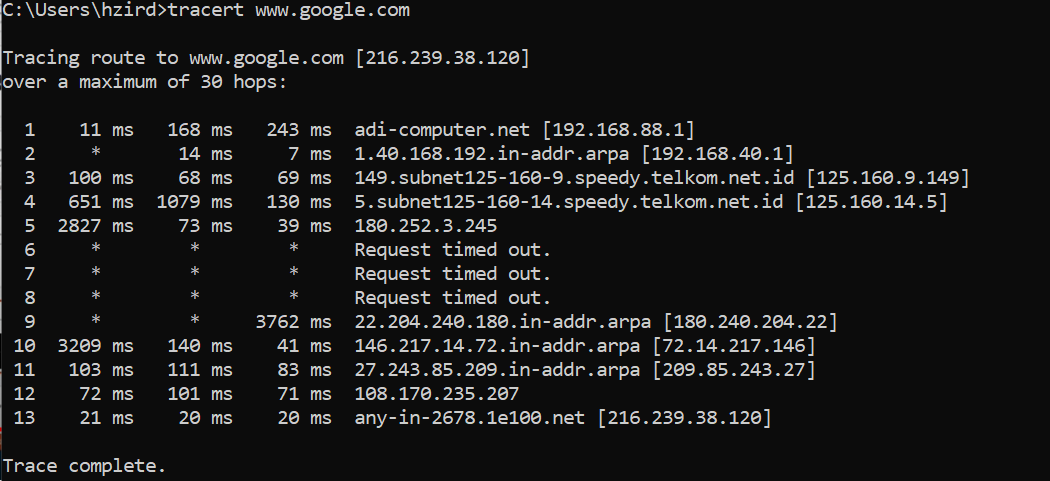 C:\Users\hzird>tracert www.google.com
Tracing route to www.google.com [216.239.38.120]
over a maximum of 30 hops:
1 11 ms 168 ms 243 ms adi-computer.net [192.168.88.1]
2 * 14 ms 7 ms 1.40.168.192.in-addr.arpa [192.168.40.1]
3 100 ms 68 ms 69 ms 149.subnet125-160-9.speedy.telkom.net.id [125.160.9.149]
4 651 ms 1079 ms 130 ms 5.subnet125-160-14.speedy.telkom.net.id [125.160.14.5]
5 2827 ms 73 ms 39 ms 180.252.3.245
6 * * * Request timed out.
7 * * * Request timed out.
8 * * * Request timed out.
9 * * 3762 ms 22.204.240.180.in-addr.arpa [180.240.204.22]
10 3209 ms 140 ms 41 ms 146.217.14.72.in-addr.arpa [72.14.217.146]
11 103 ms 111 ms 83 ms 27.243.85.209.in-addr.arpa [209.85.243.27]
12 72 ms 101 ms 71 ms 108.170.235.207
13 21 ms 20 ms 20 ms any-in-2678.1e100.net [216.239.38.120]
Trace complete.